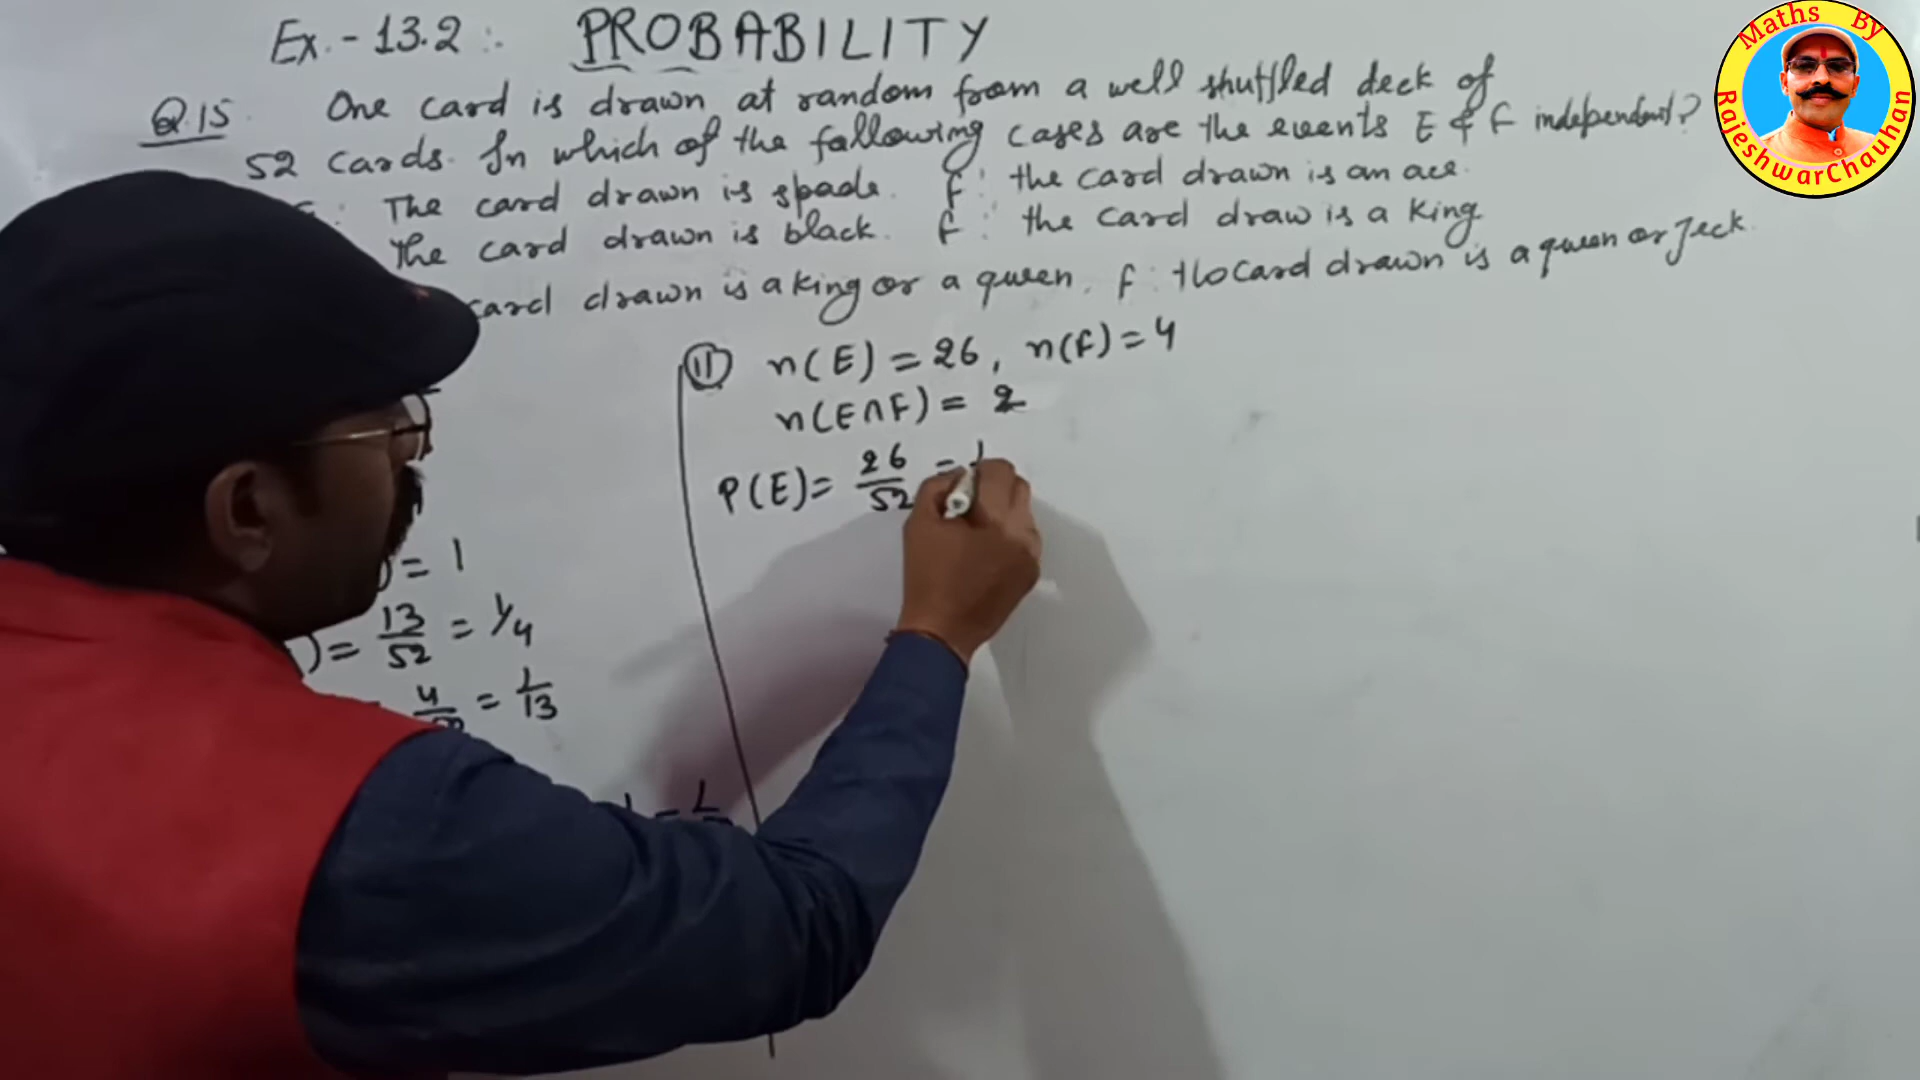 Ex. - 13.2 :. PROBABILITY
Q.15 One card is drawn at random from a well shuffled deck of
52 cards. In which of the following cases are the events E & F independent?
The card drawn is spade. F : the card drawn is an ace.
The card drawn is black. F : the card draw is a king
card drawn is a king or a queen. F : the card drawn is a queen or Jeck.
) = 1
) = 13/52 = 1/4
= 4/ = 1/13
(II) n(E) = 26, n(F) = 4
n(E∩F) = 2
P(E) = 26/52 = 1
Maths By
RajeshwarChauhan